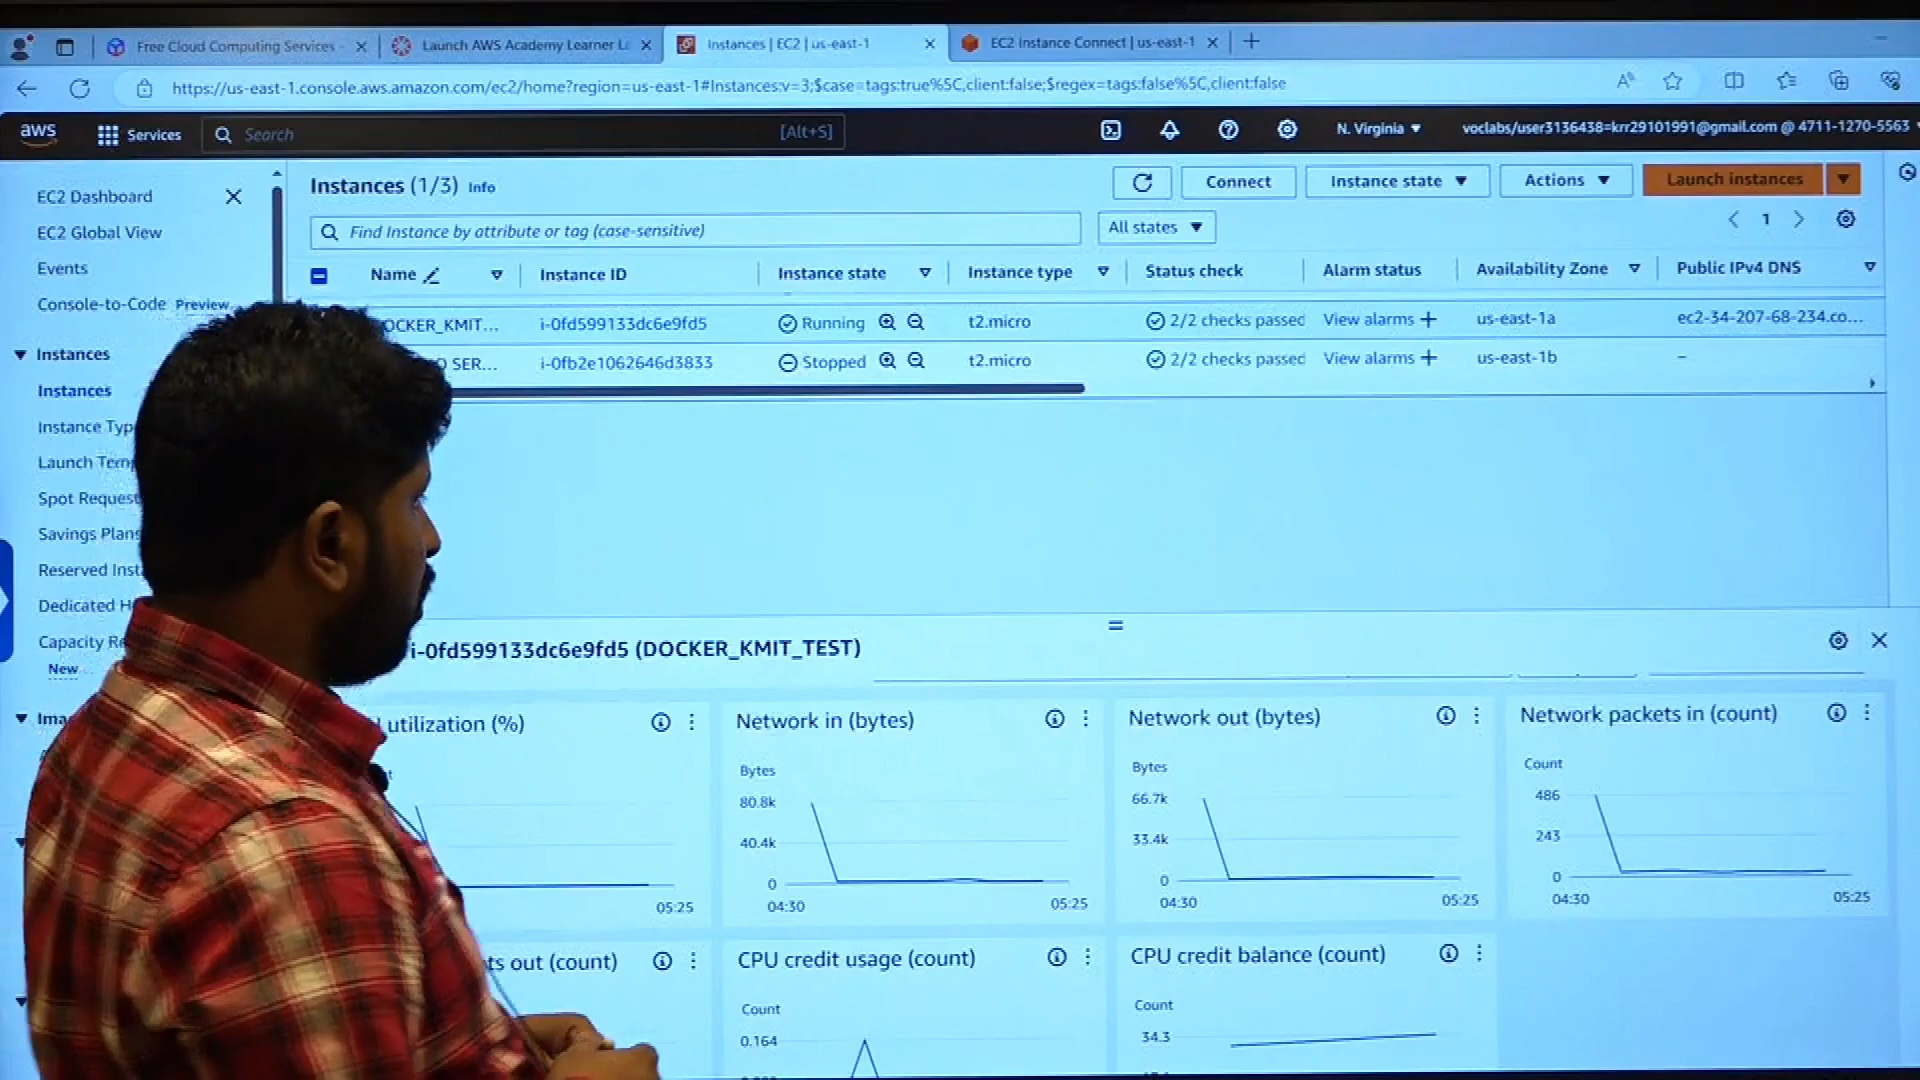 Free Cloud Computing Services -
Launch AWS Academy Learner L
Instances | EC2 | us-east-1
EC2 Instance Connect | us-east-1
https://us-east-1.console.aws.amazon.com/ec2/home?region=us-east-1#Instances:v=3;$case=tags:true%5C,client:false;$regex=tags:false%5C,client:false
aws
Services
Search
[Alt+S]
N. Virginia
voclabs/user3136438=krr29101991@gmail.com @ 4711-1270-5563
EC2 Dashboard
EC2 Global View
Events
Console-to-Code Preview
Instances
Instances
Instance Typ
Launch Tem
Spot Request
Savings Plans
Reserved Inst
Dedicated H
Capacity Re
New
Ima
Instances (1/3) Info
Connect
Instance state
Actions
Launch instances
Find Instance by attribute or tag (case-sensitive)
All states
1
Name
Instance ID
Instance state
Instance type
Status check
Alarm status
Availability Zone
Public IPv4 DNS
OCKER_KMIT...
i-0fd599133dc6e9fd5
Running
t2.micro
2/2 checks passed
View alarms +
us-east-1a
ec2-34-207-68-234.co...
O SER...
i-0fb2e1062646d3833
Stopped
t2.micro
2/2 checks passed
View alarms +
us-east-1b
–
i-0fd599133dc6e9fd5 (DOCKER_KMIT_TEST)
utilization (%)
05:25
Network in (bytes)
Bytes
80.8k
40.4k
0
04:30
05:25
Network out (bytes)
Bytes
66.7k
33.4k
0
04:30
05:25
Network packets in (count)
Count
486
243
0
04:30
05:25
ts out (count)
CPU credit usage (count)
Count
0.164
CPU credit balance (count)
Count
34.3